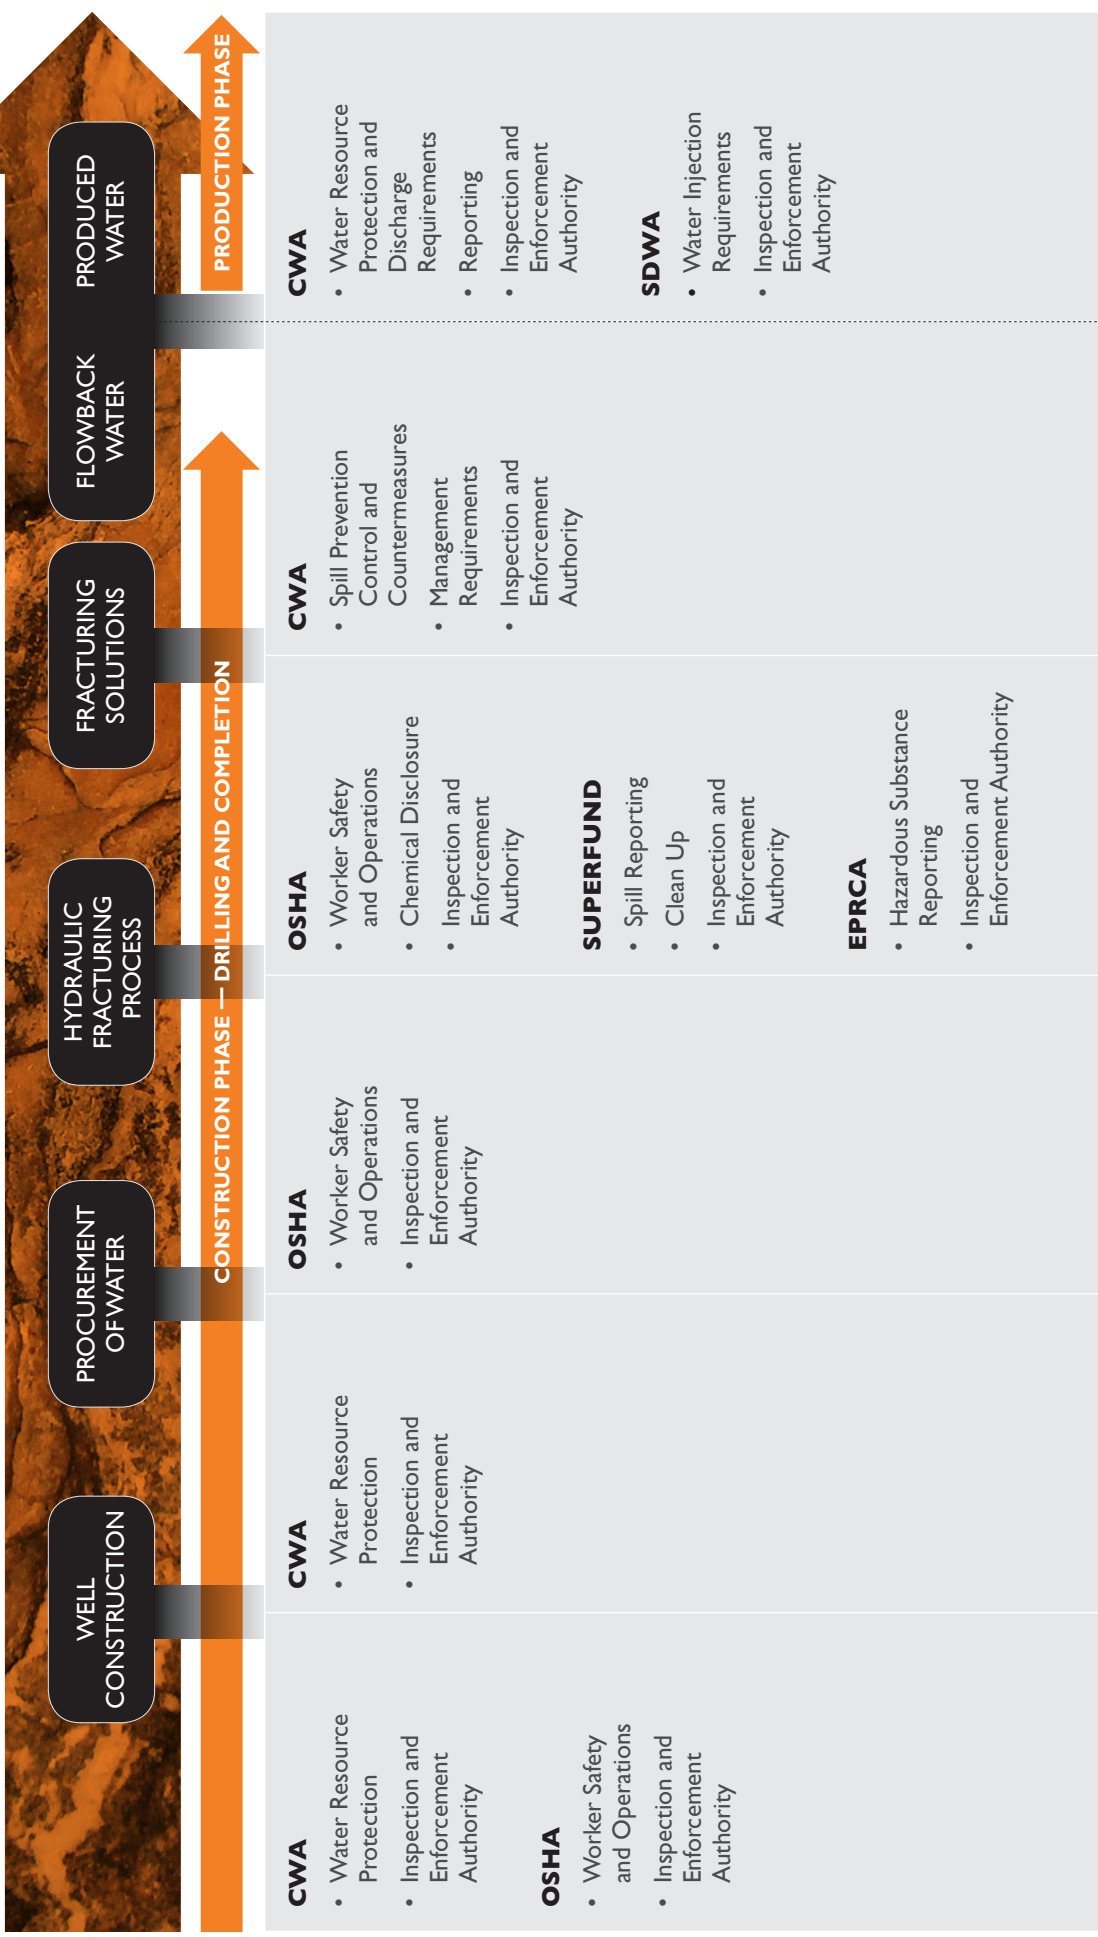 WELL
CONSTRUCTION
PROCUREMENT
OF WATER
HYDRAULIC
FRACTURING
PROCESS
FRACTURING
SOLUTIONS
FLOWBACK
WATER
PRODUCED
WATER
CONSTRUCTION PHASE — DRILLING AND COMPLETION
PRODUCTION PHASE
CWA
• Water Resource
Protection
• Inspection and
Enforcement
Authority
OSHA
• Worker Safety
and Operations
• Inspection and
Enforcement
Authority
CWA
• Water Resource
Protection
• Inspection and
Enforcement
Authority
OSHA
• Worker Safety
and Operations
• Inspection and
Enforcement
Authority
OSHA
• Worker Safety
and Operations
• Chemical Disclosure
• Inspection and
Enforcement
Authority
SUPERFUND
• Spill Reporting
• Clean Up
• Inspection and
Enforcement
Authority
EPRCA
• Hazardous Substance
Reporting
• Inspection and
Enforcement Authority
CWA
• Spill Prevention
Control and
Countermeasures
• Management
Requirements
• Inspection and
Enforcement
Authority
CWA
• Water Resource
Protection and
Discharge
Requirements
• Reporting
• Inspection and
Enforcement
Authority
SDWA
• Water Injection
Requirements
• Inspection and
Enforcement
Authority